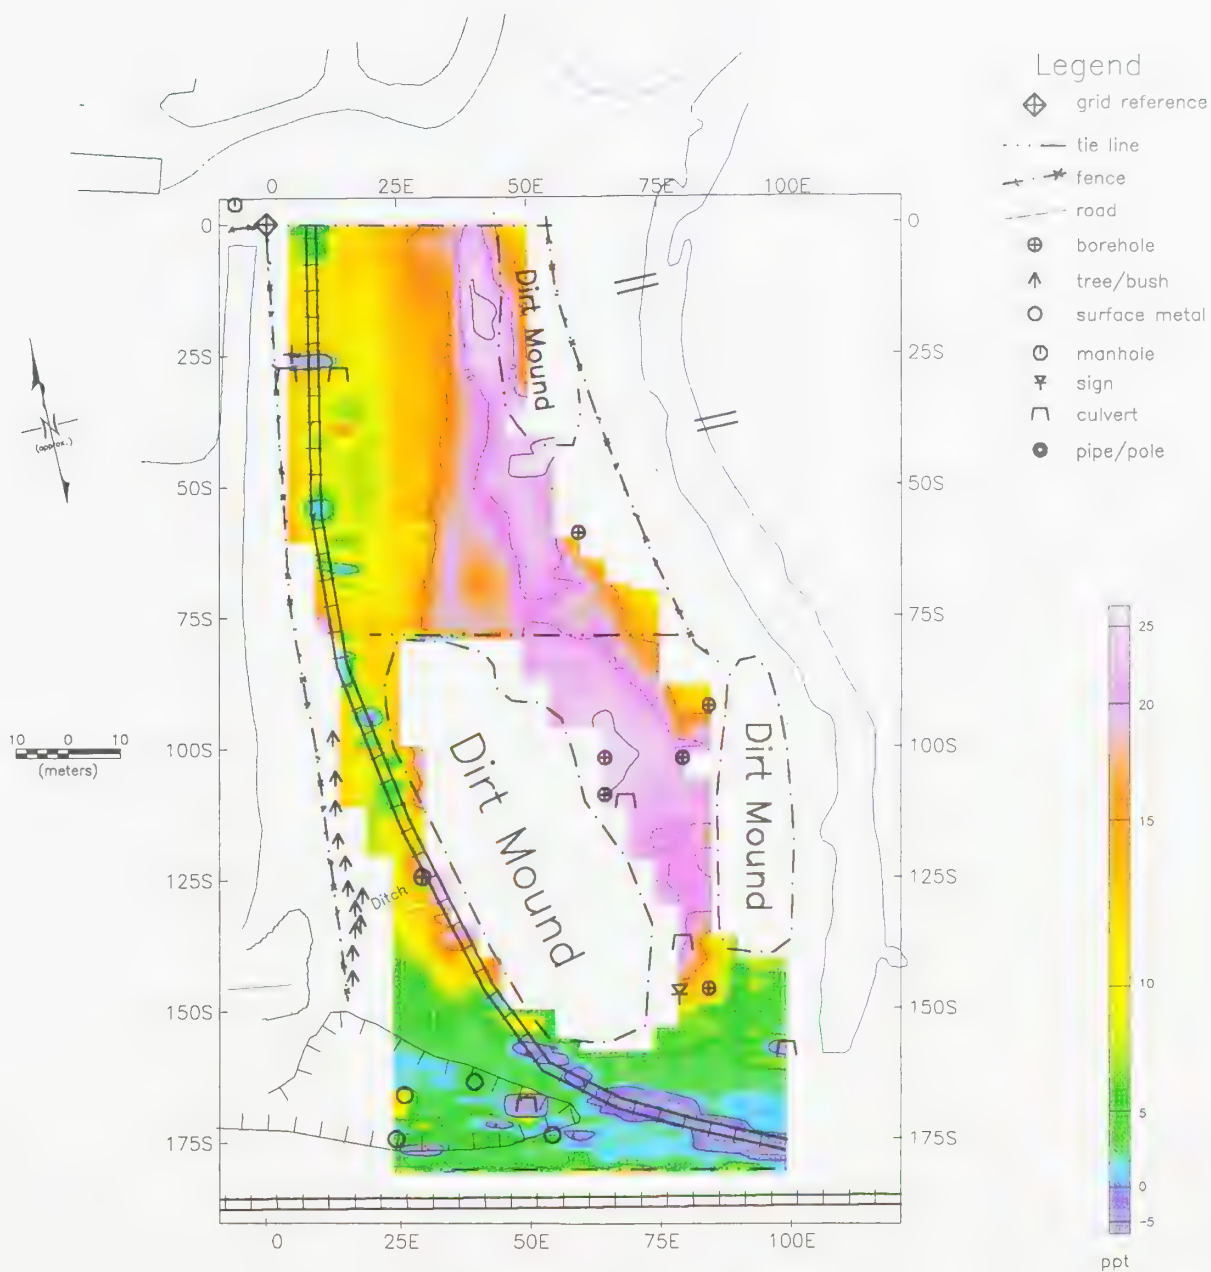 Legend
grid reference
tie line
fence
road
borehole
tree/bush
surface metal
manhole
sign
culvert
pipe/pole
0 25E 50E 75E 100E
0 0
25S 25S
50S 50S
75S 75S
100S 100S
125S 125S
150S 150S
175S 175S
0 25E 50E 75E 100E
Dirt Mound
Dirt Mound
Dirt Mound
Ditch
N
(approx.)
10 0 10
(meters)
25
20
15
10
5
0
-5
ppt